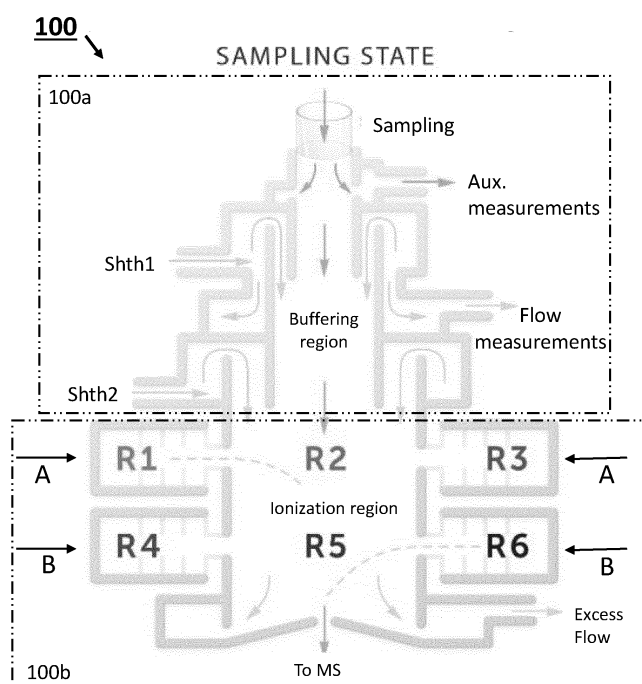 100
SAMPLING STATE
100a
Sampling
Aux.
measurements
Shth1
Buffering
region
Flow
measurements
Shth2
A
R1
R2
R3
A
Ionization region
B
R4
R5
R6
B
Excess
Flow
100b
To MS